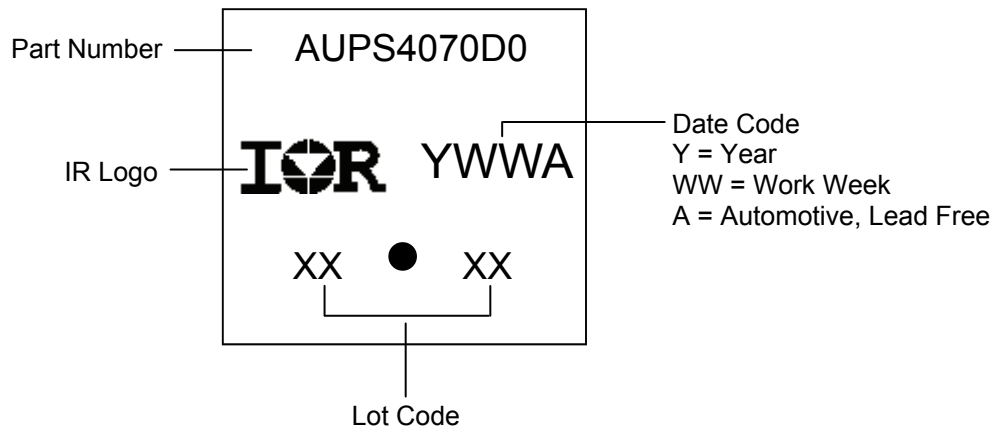 Part Number
AUPS4070D0
IR Logo
IOR
YWWA
Date Code
Y = Year
WW = Work Week
A = Automotive, Lead Free
XX XX
Lot Code